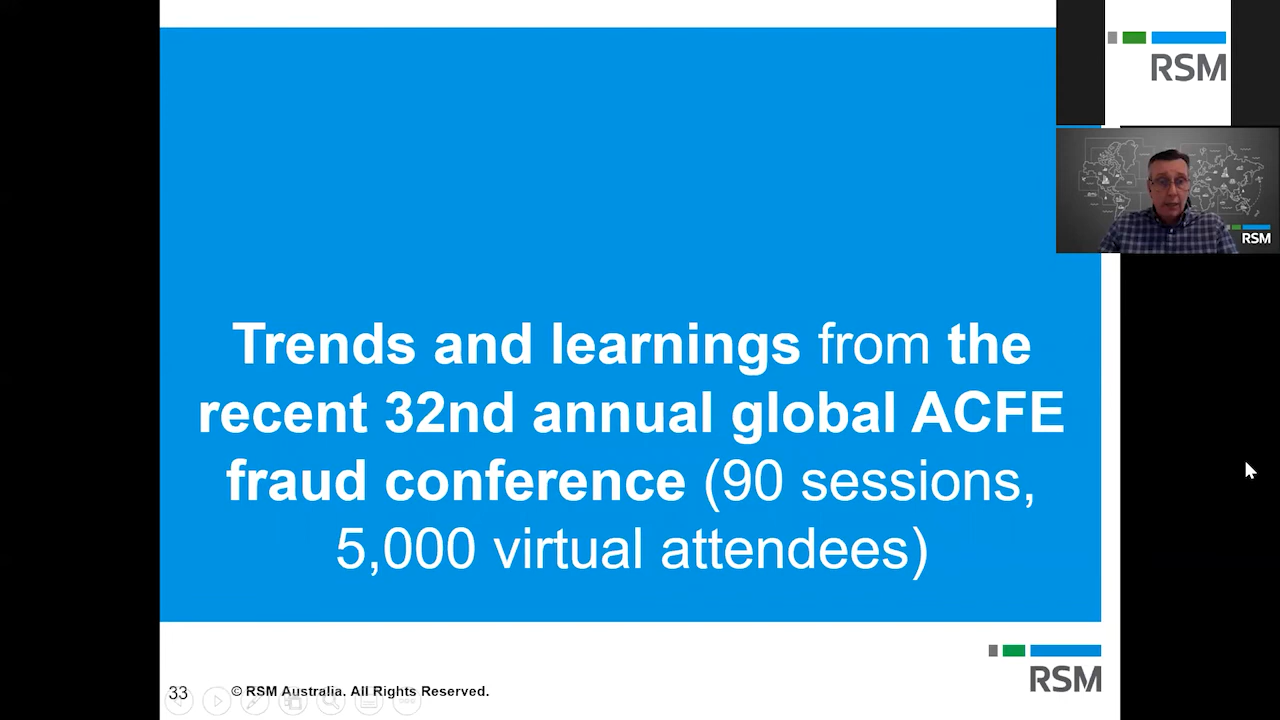 RSM
RSM
Trends and learnings from the
recent 32nd annual global ACFE
fraud conference (90 sessions,
5,000 virtual attendees)
RSM
33
© RSM Australia. All Rights Reserved.